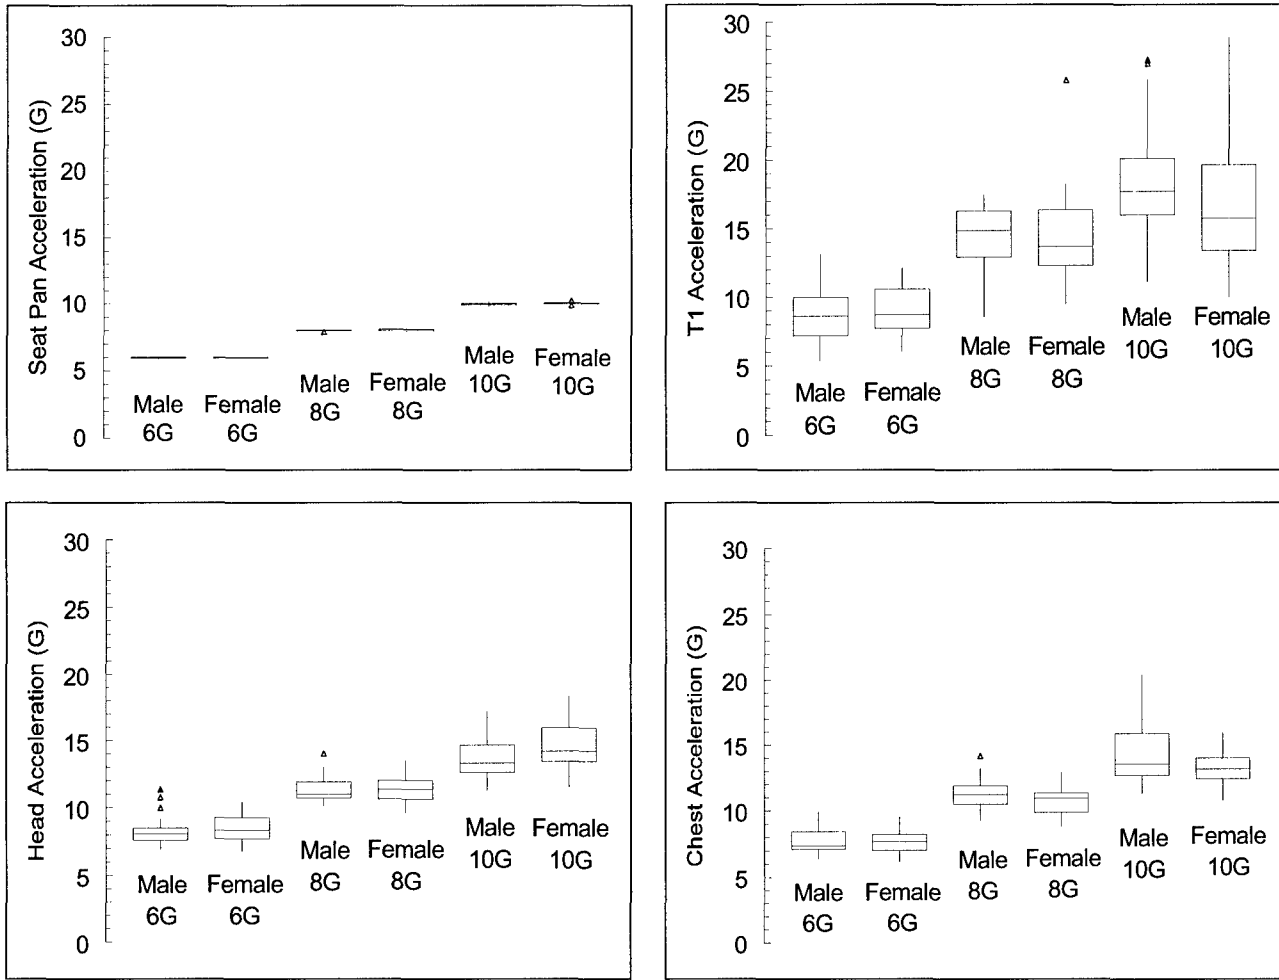 Seat Pan Acceleration (G)
30
25
20
15
10
5
0
Male
6G
Female
6G
Male
8G
Female
8G
Male
10G
Female
10G
T1 Acceleration (G)
30
25
20
15
10
5
0
Male
6G
Female
6G
Male
8G
Female
8G
Male
10G
Female
10G
Head Acceleration (G)
30
25
20
15
10
5
0
Male
6G
Female
6G
Male
8G
Female
8G
Male
10G
Female
10G
Chest Acceleration (G)
30
25
20
15
10
5
0
Male
6G
Female
6G
Male
8G
Female
8G
Male
10G
Female
10G